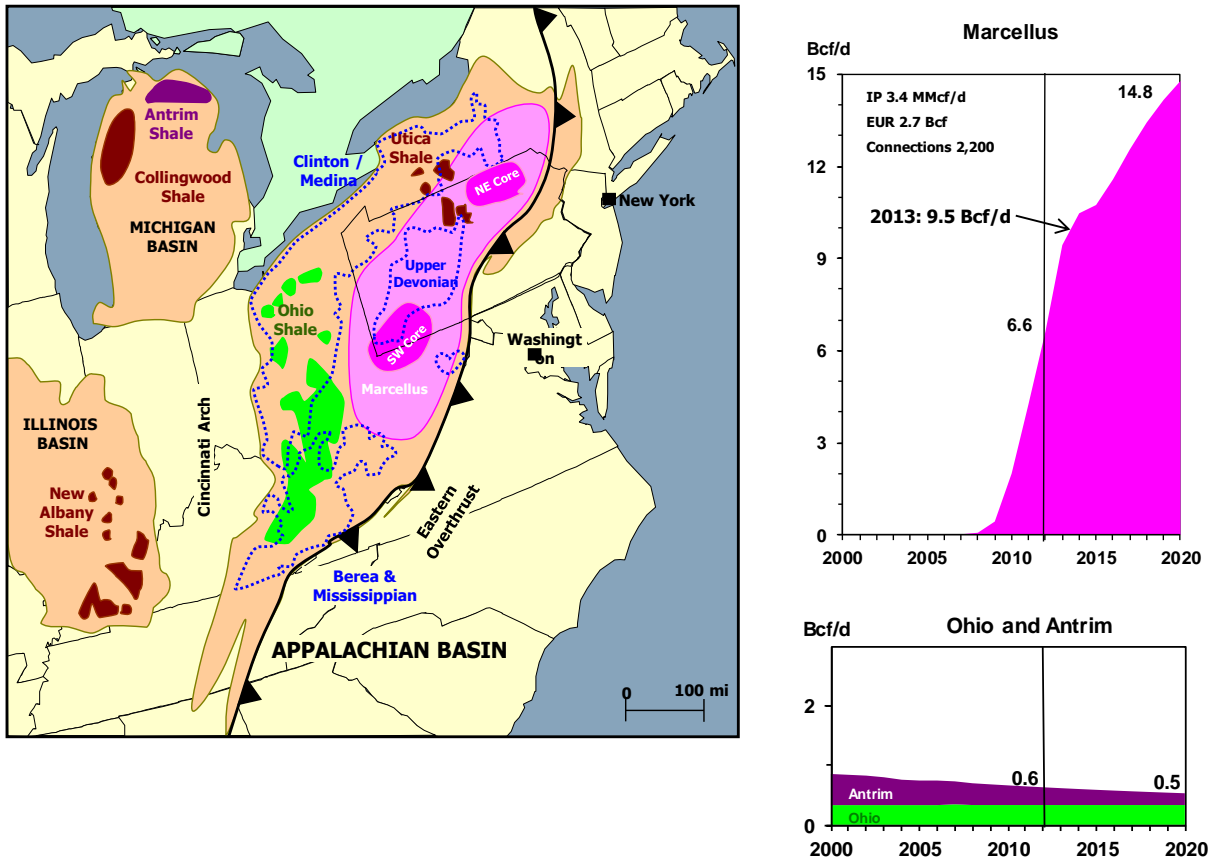 Antrim
Shale
Collingwood
Shale
MICHIGAN
BASIN
Clinton /
Medina
Utica
Shale
NE Core
New York
Upper
Devonian
Ohio
Shale
SW Core
Washingt
on
Marcellus
ILLINOIS
BASIN
Cincinnati Arch
New
Albany
Shale
Eastern
Overthrust
Berea &
Mississippian
APPALACHIAN BASIN
0 100 mi
Marcellus
Bcf/d
15
12
9
6
3
0
IP 3.4 MMcf/d
EUR 2.7 Bcf
Connections 2,200
14.8
2013: 9.5 Bcf/d
6.6
2000 2005 2010 2015 2020
Ohio and Antrim
Bcf/d
2
0
0.6
0.5
Antrim
Ohio
2000 2005 2010 2015 2020